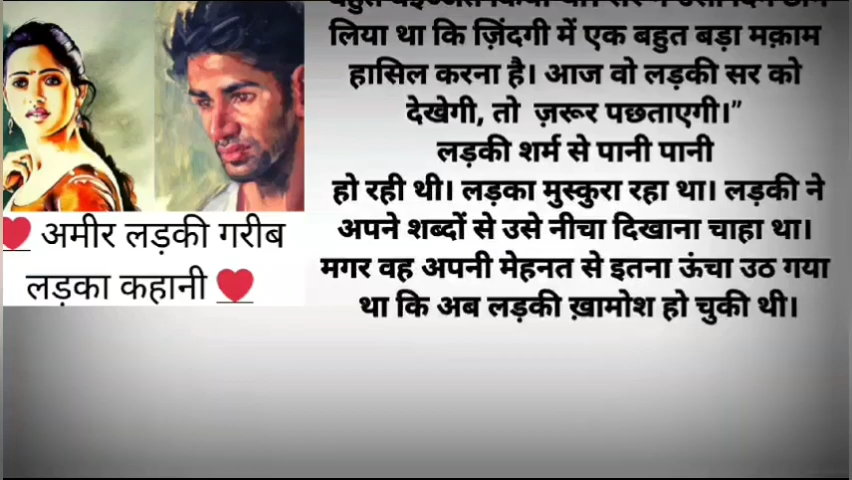 लिया था कि ज़िंदगी में एक बहुत बड़ा मक़ाम
हासिल करना है। आज वो लड़की सर को
देखेगी, तो ज़रूर पछताएगी।”
लड़की शर्म से पानी पानी
हो रही थी। लड़का मुस्कुरा रहा था। लड़की ने
अपने शब्दों से उसे नीचा दिखाना चाहा था।
मगर वह अपनी मेहनत से इतना ऊंचा उठ गया
था कि अब लड़की ख़ामोश हो चुकी थी।
❤️ अमीर लड़की गरीब
लड़का कहानी ❤️